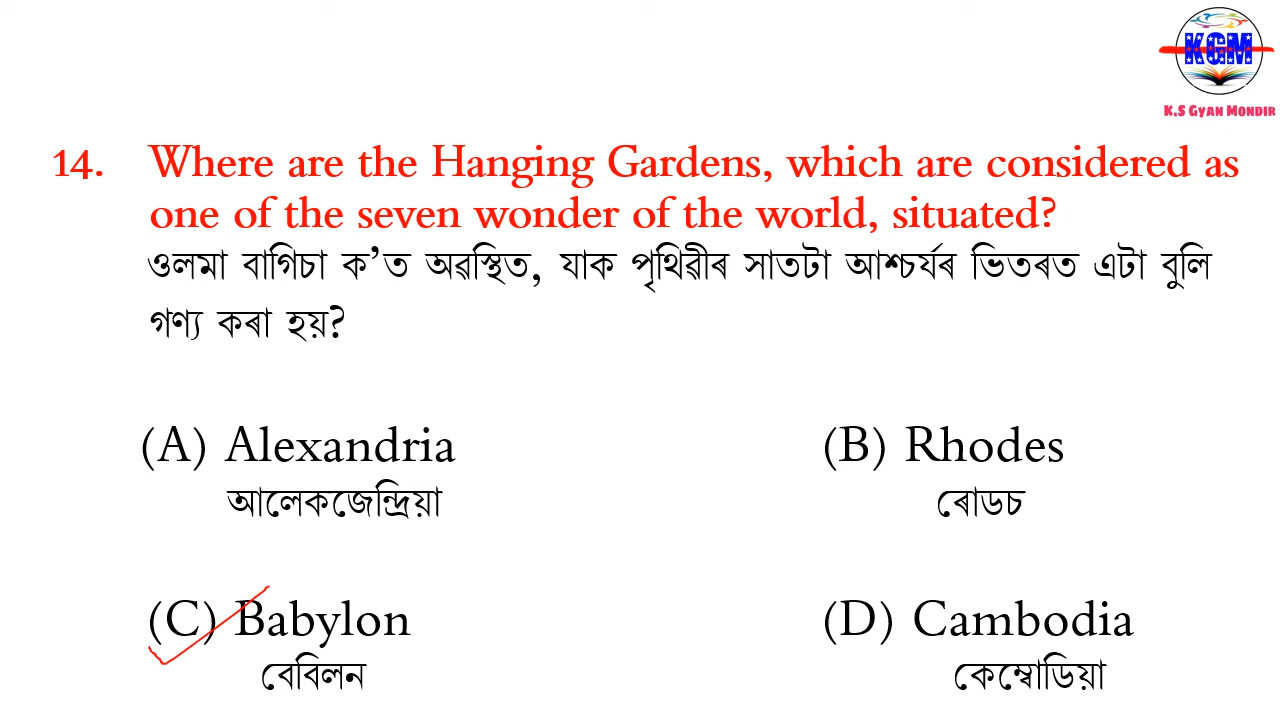 KGM
K.S Gyan Mondir
14. Where are the Hanging Gardens, which are considered as
one of the seven wonder of the world, situated?
ওলমা বাগিচা ক’ত অৱস্থিত, যাক পৃথিৱীৰ সাতটা আশ্চৰ্যৰ ভিতৰত এটা বুলি
গণ্য কৰা হয়?
(A) Alexandria
আলেকজেন্দ্ৰিয়া
(B) Rhodes
ৰোডচ
(C) Babylon
বেবিলন
(D) Cambodia
কেম্বোডিয়া